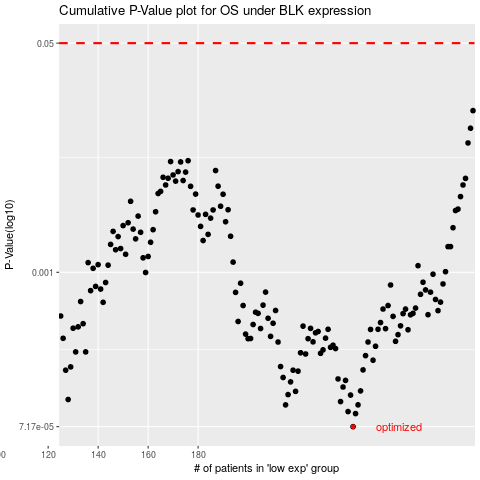 Cumulative P-Value plot for OS under BLK expression
0.05
P-Value(log10)
0.001
7.17e-05
optimized
00 120 140 160 180
# of patients in 'low exp' group